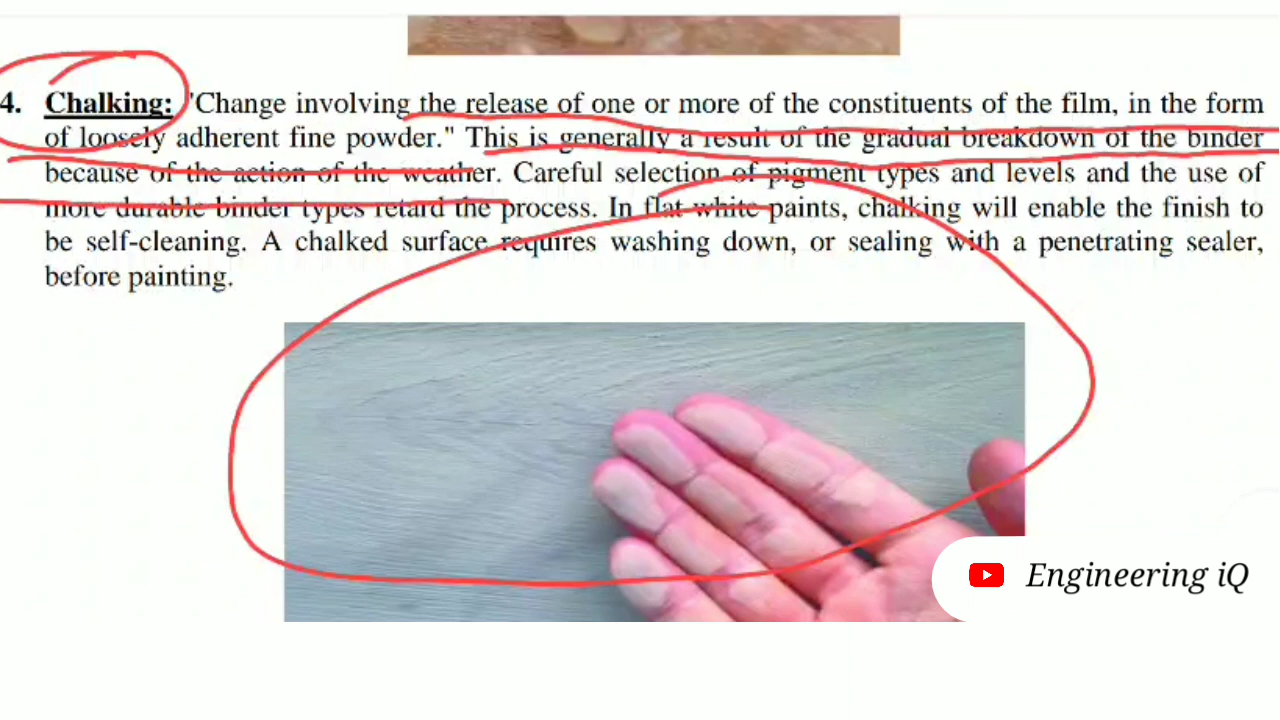 4. Chalking: "Change involving the release of one or more of the constituents of the film, in the form
of loosely adherent fine powder." This is generally a result of the gradual breakdown of the binder
because of the action of the weather. Careful selection of pigment types and levels and the use of
more durable binder types retard the process. In flat white paints, chalking will enable the finish to
be self-cleaning. A chalked surface requires washing down, or sealing with a penetrating sealer,
before painting.
Engineering iQ